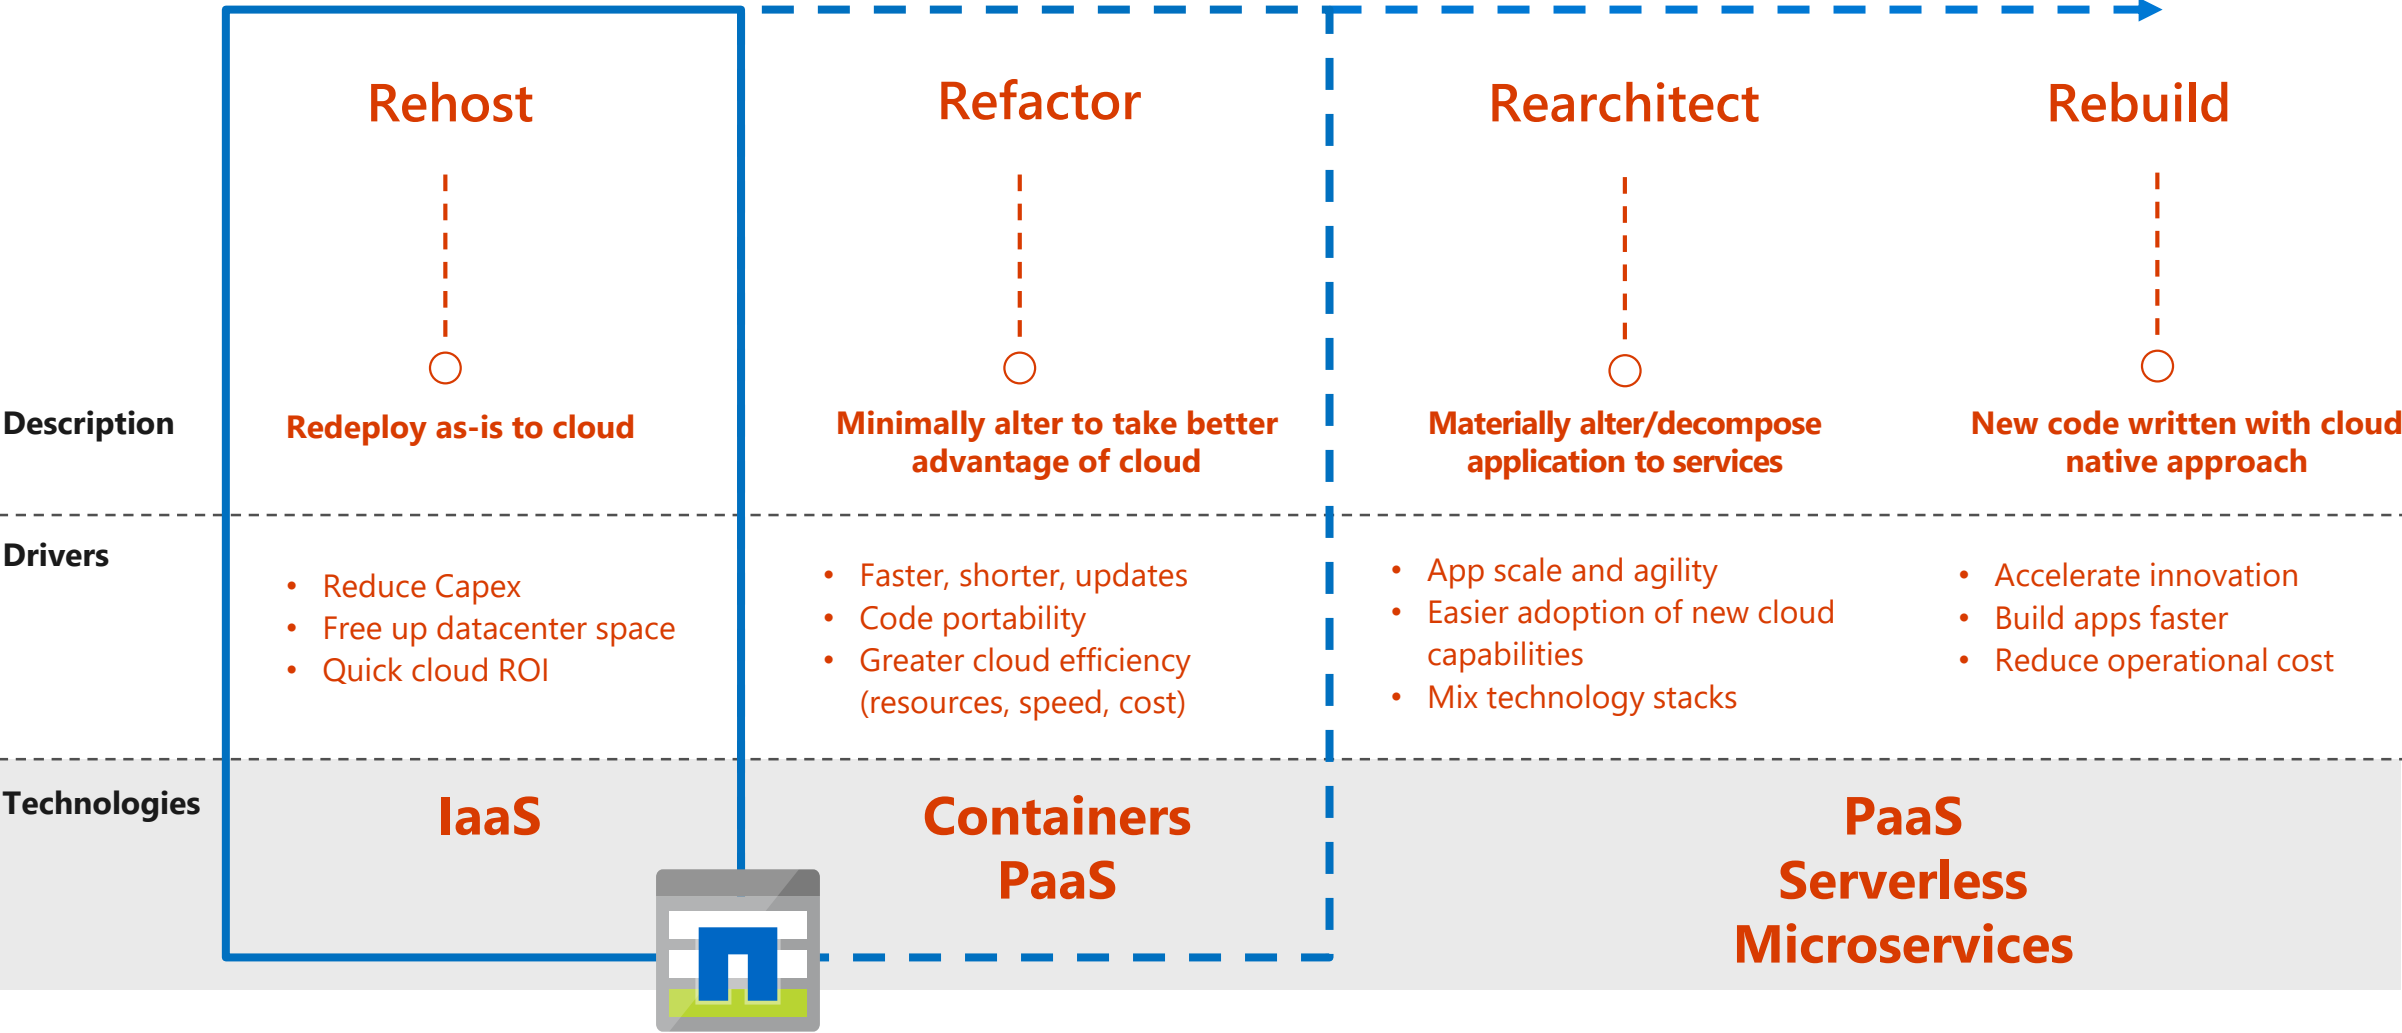 Rehost
Refactor
Rearchitect
Rebuild
Description
Redeploy as-is to cloud
Minimally alter to take better
advantage of cloud
Materially alter/decompose
application to services
New code written with cloud
native approach
Drivers
• Reduce Capex
• Free up datacenter space
• Quick cloud ROI
• Faster, shorter, updates
• Code portability
• Greater cloud efficiency
(resources, speed, cost)
• App scale and agility
• Easier adoption of new cloud
capabilities
• Mix technology stacks
• Accelerate innovation
• Build apps faster
• Reduce operational cost
Technologies
IaaS
Containers
PaaS
PaaS
Serverless
Microservices